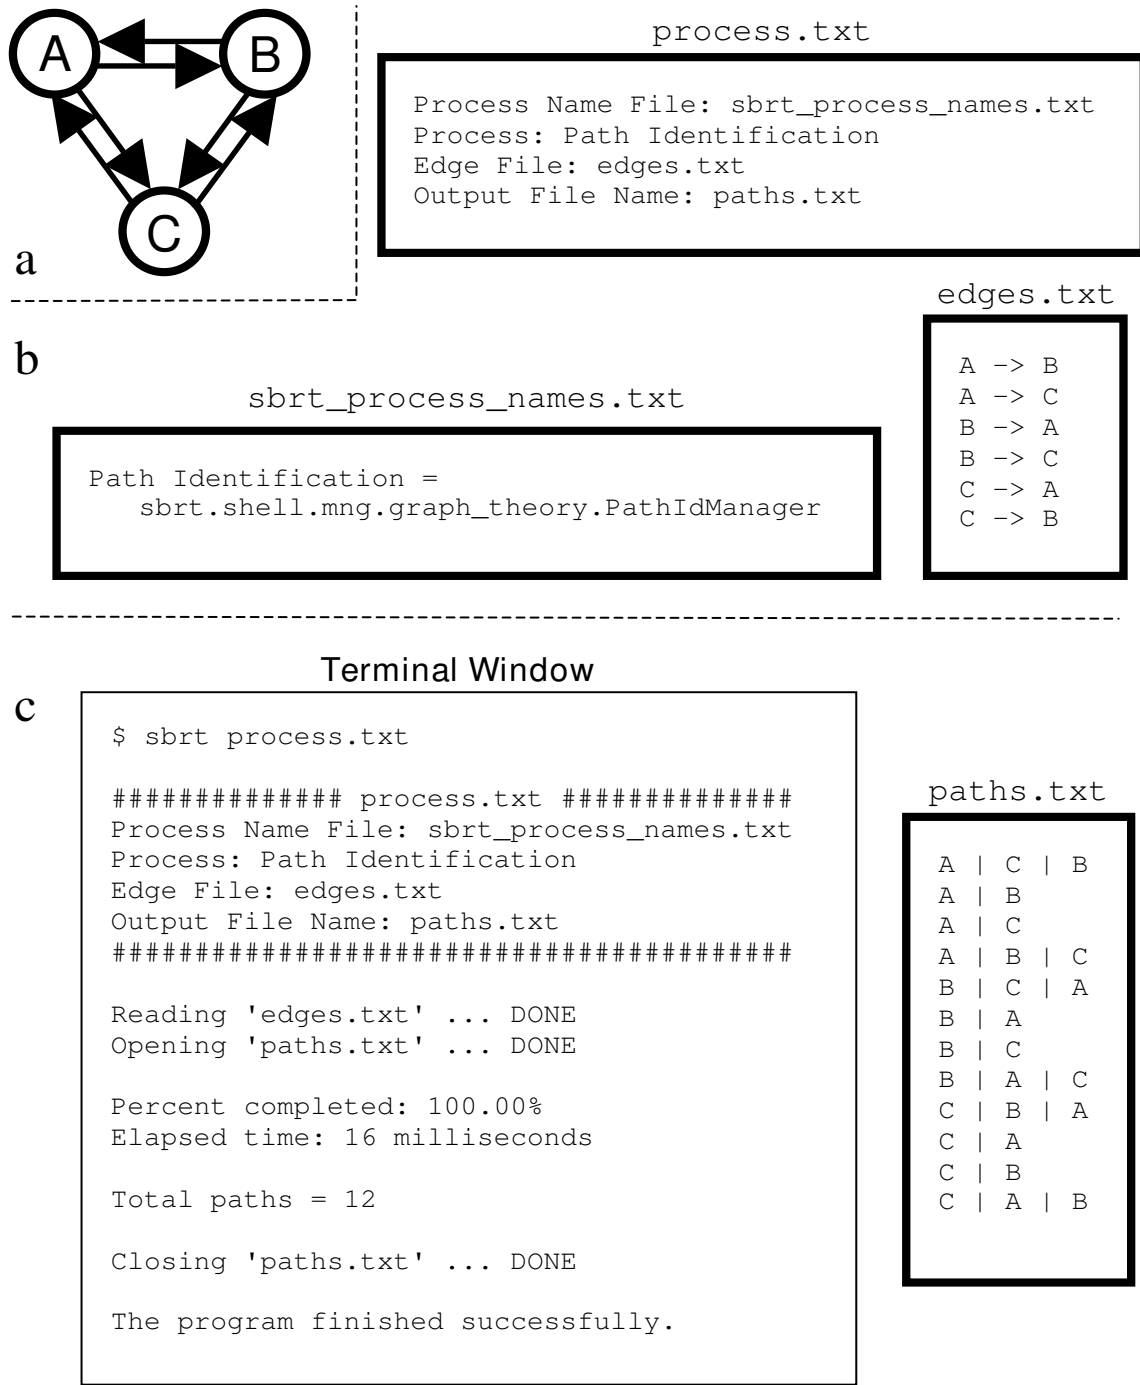 A
B
C
a
process.txt
Process Name File: sbrt_process_names.txt
Process: Path Identification
Edge File: edges.txt
Output File Name: paths.txt
b
sbrt_process_names.txt
Path Identification =
sbrt.shell.mng.graph_theory.PathIdManager
edges.txt
A -> B
A -> C
B -> A
B -> C
C -> A
C -> B
c
Terminal Window
$ sbrt process.txt
############## process.txt ##############
Process Name File: sbrt_process_names.txt
Process: Path Identification
Edge File: edges.txt
Output File Name: paths.txt
#########################################
Reading 'edges.txt' ... DONE
Opening 'paths.txt' ... DONE
Percent completed: 100.00%
Elapsed time: 16 milliseconds
Total paths = 12
Closing 'paths.txt' ... DONE
The program finished successfully.
paths.txt
A | C | B
A | B
A | C
A | B | C
B | C | A
B | A
B | C
B | A | C
C | B | A
C | A
C | B
C | A | B